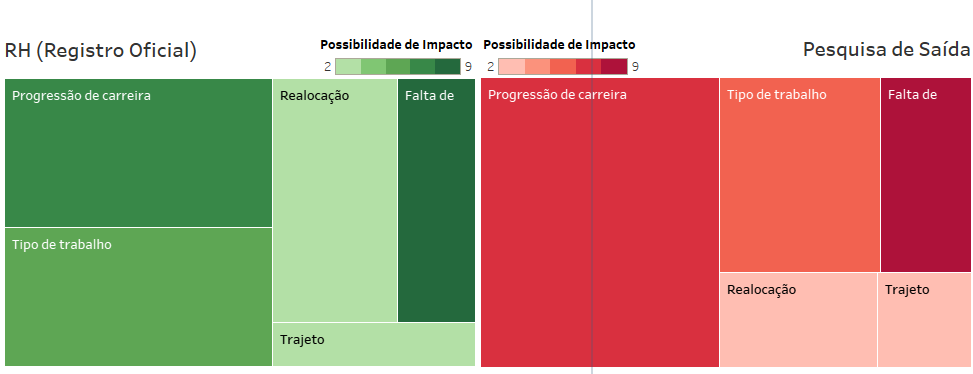 RH (Registro Oficial)
Possibilidade de Impacto
2 9
Progressão de carreira
Tipo de trabalho
Realocação
Falta de
Trajeto
Possibilidade de Impacto
2 9
Pesquisa de Saída
Progressão de carreira
Tipo de trabalho
Falta de
Realocação
Trajeto